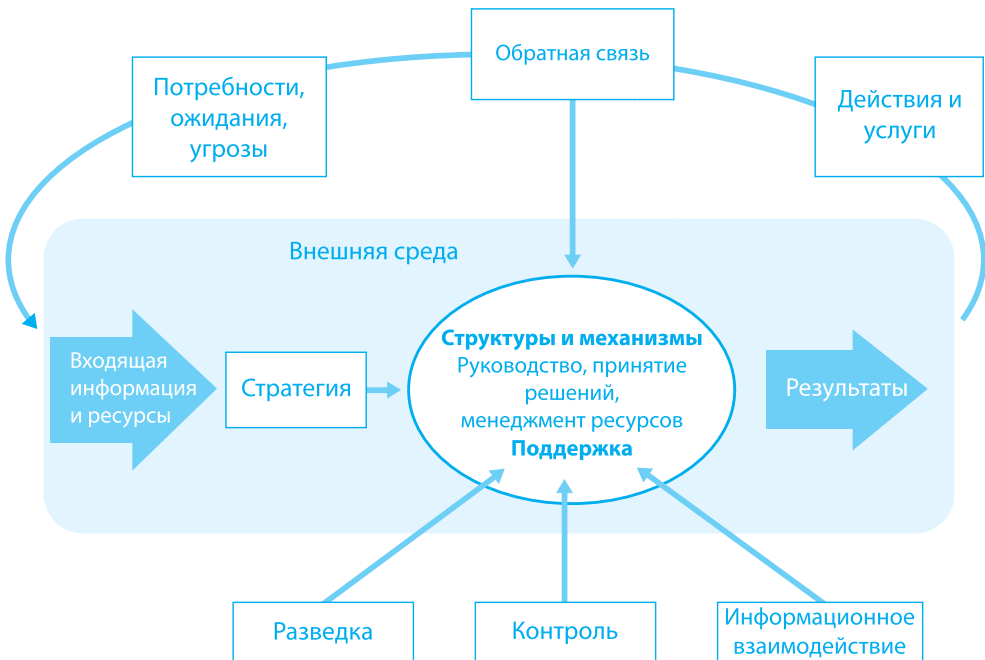 Обратная связь
Потребности,
ожидания,
угрозы
Действия и
услуги
Внешняя среда
Входящая
информация
и ресурсы
Стратегия
Структуры и механизмы
Руководство, принятие
решений,
менеджмент ресурсов
Поддержка
Результаты
Разведка
Контроль
Информационное
взаимодействие